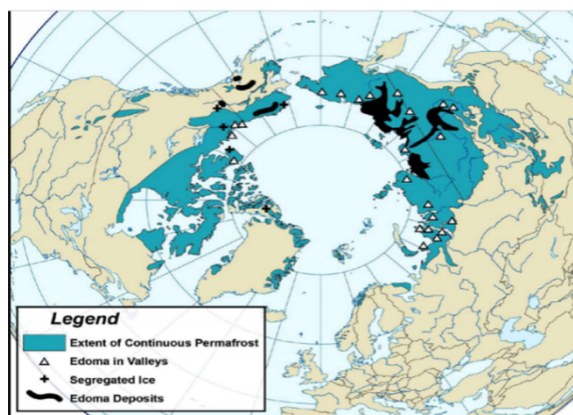 Legend
Extent of Continuous Permafrost
Edoma in Valleys
Segregated Ice
Edoma Deposits